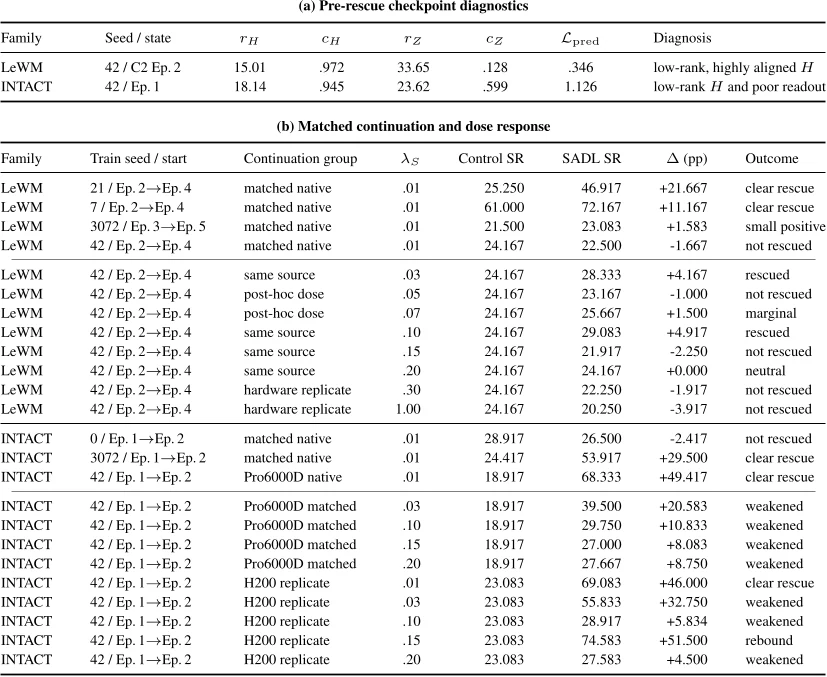 (a) Pre-rescue checkpoint diagnostics
Family Seed / state r_H c_H r_Z c_Z L_pred Diagnosis
LeWM 42 / C2 Ep. 2 15.01 .972 33.65 .128 .346 low-rank, highly aligned H
INTACT 42 / Ep. 1 18.14 .945 23.62 .599 1.126 low-rank H and poor readout
(b) Matched continuation and dose response
Family Train seed / start Continuation group λ_S Control SR SADL SR Δ (pp) Outcome
LeWM 21 / Ep. 2→Ep. 4 matched native .01 25.250 46.917 +21.667 clear rescue
LeWM 7 / Ep. 2→Ep. 4 matched native .01 61.000 72.167 +11.167 clear rescue
LeWM 3072 / Ep. 3→Ep. 5 matched native .01 21.500 23.083 +1.583 small positive
LeWM 42 / Ep. 2→Ep. 4 matched native .01 24.167 22.500 -1.667 not rescued
LeWM 42 / Ep. 2→Ep. 4 same source .03 24.167 28.333 +4.167 rescued
LeWM 42 / Ep. 2→Ep. 4 post-hoc dose .05 24.167 23.167 -1.000 not rescued
LeWM 42 / Ep. 2→Ep. 4 post-hoc dose .07 24.167 25.667 +1.500 marginal
LeWM 42 / Ep. 2→Ep. 4 same source .10 24.167 29.083 +4.917 rescued
LeWM 42 / Ep. 2→Ep. 4 same source .15 24.167 21.917 -2.250 not rescued
LeWM 42 / Ep. 2→Ep. 4 same source .20 24.167 24.167 +0.000 neutral
LeWM 42 / Ep. 2→Ep. 4 hardware replicate .30 24.167 22.250 -1.917 not rescued
LeWM 42 / Ep. 2→Ep. 4 hardware replicate 1.00 24.167 20.250 -3.917 not rescued
INTACT 0 / Ep. 1→Ep. 2 matched native .01 28.917 26.500 -2.417 not rescued
INTACT 3072 / Ep. 1→Ep. 2 matched native .01 24.417 53.917 +29.500 clear rescue
INTACT 42 / Ep. 1→Ep. 2 Pro6000D native .01 18.917 68.333 +49.417 clear rescue
INTACT 42 / Ep. 1→Ep. 2 Pro6000D matched .03 18.917 39.500 +20.583 weakened
INTACT 42 / Ep. 1→Ep. 2 Pro6000D matched .10 18.917 29.750 +10.833 weakened
INTACT 42 / Ep. 1→Ep. 2 Pro6000D matched .15 18.917 27.000 +8.083 weakened
INTACT 42 / Ep. 1→Ep. 2 Pro6000D matched .20 18.917 27.667 +8.750 weakened
INTACT 42 / Ep. 1→Ep. 2 H200 replicate .01 23.083 69.083 +46.000 clear rescue
INTACT 42 / Ep. 1→Ep. 2 H200 replicate .03 23.083 55.833 +32.750 weakened
INTACT 42 / Ep. 1→Ep. 2 H200 replicate .10 23.083 28.917 +5.834 weakened
INTACT 42 / Ep. 1→Ep. 2 H200 replicate .15 23.083 74.583 +51.500 rebound
INTACT 42 / Ep. 1→Ep. 2 H200 replicate .20 23.083 27.583 +4.500 weakened